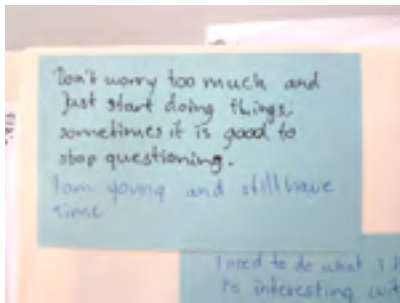 Don't worry too much and
just start doing things,
sometimes it is good to
stop questioning.
I am young and still have
time
I need to do what I
is interesting